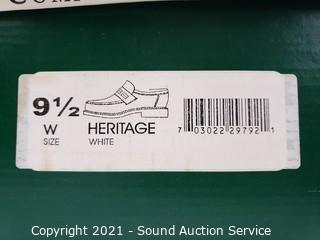 9½
W
SIZE
HERITAGE
WHITE
7 03022 29792 1
Copyright 2021 - Sound Auction Service